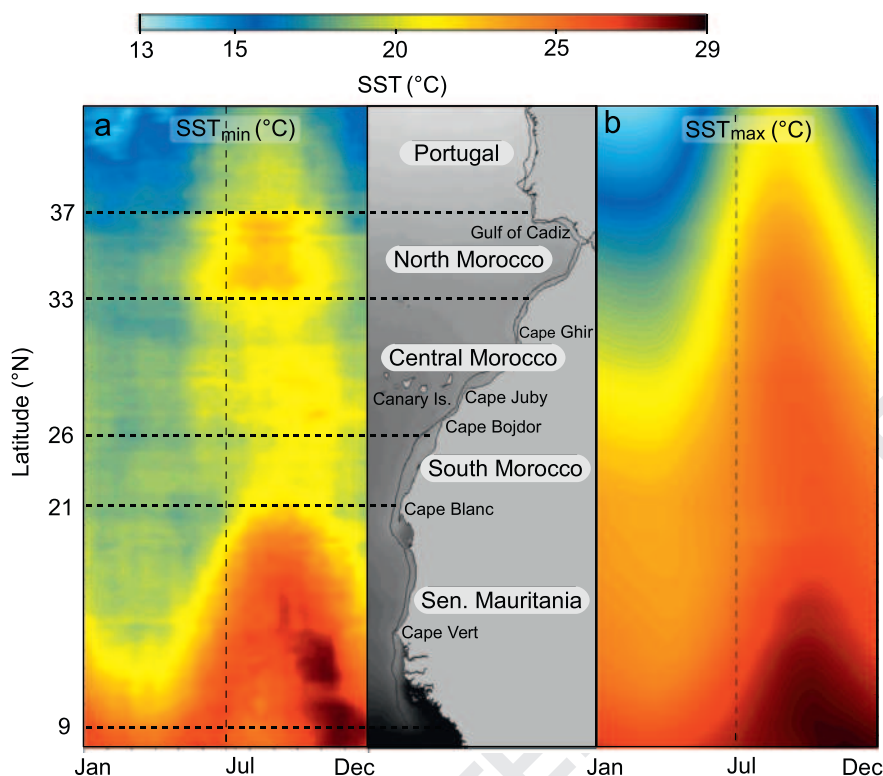 13 15 20 25 29
SST (°C)
a SSTmin (°C)
Portugal
b SSTmax (°C)
37
Gulf of Cadiz
North Morocco
33
Cape Ghir
Central Morocco
Canary Is. Cape Juby
Cape Bojdor
26
South Morocco
21
Cape Blanc
Sen. Mauritania
Cape Vert
9
Latitude (°N)
Jan Jul Dec Jan Jul Dec